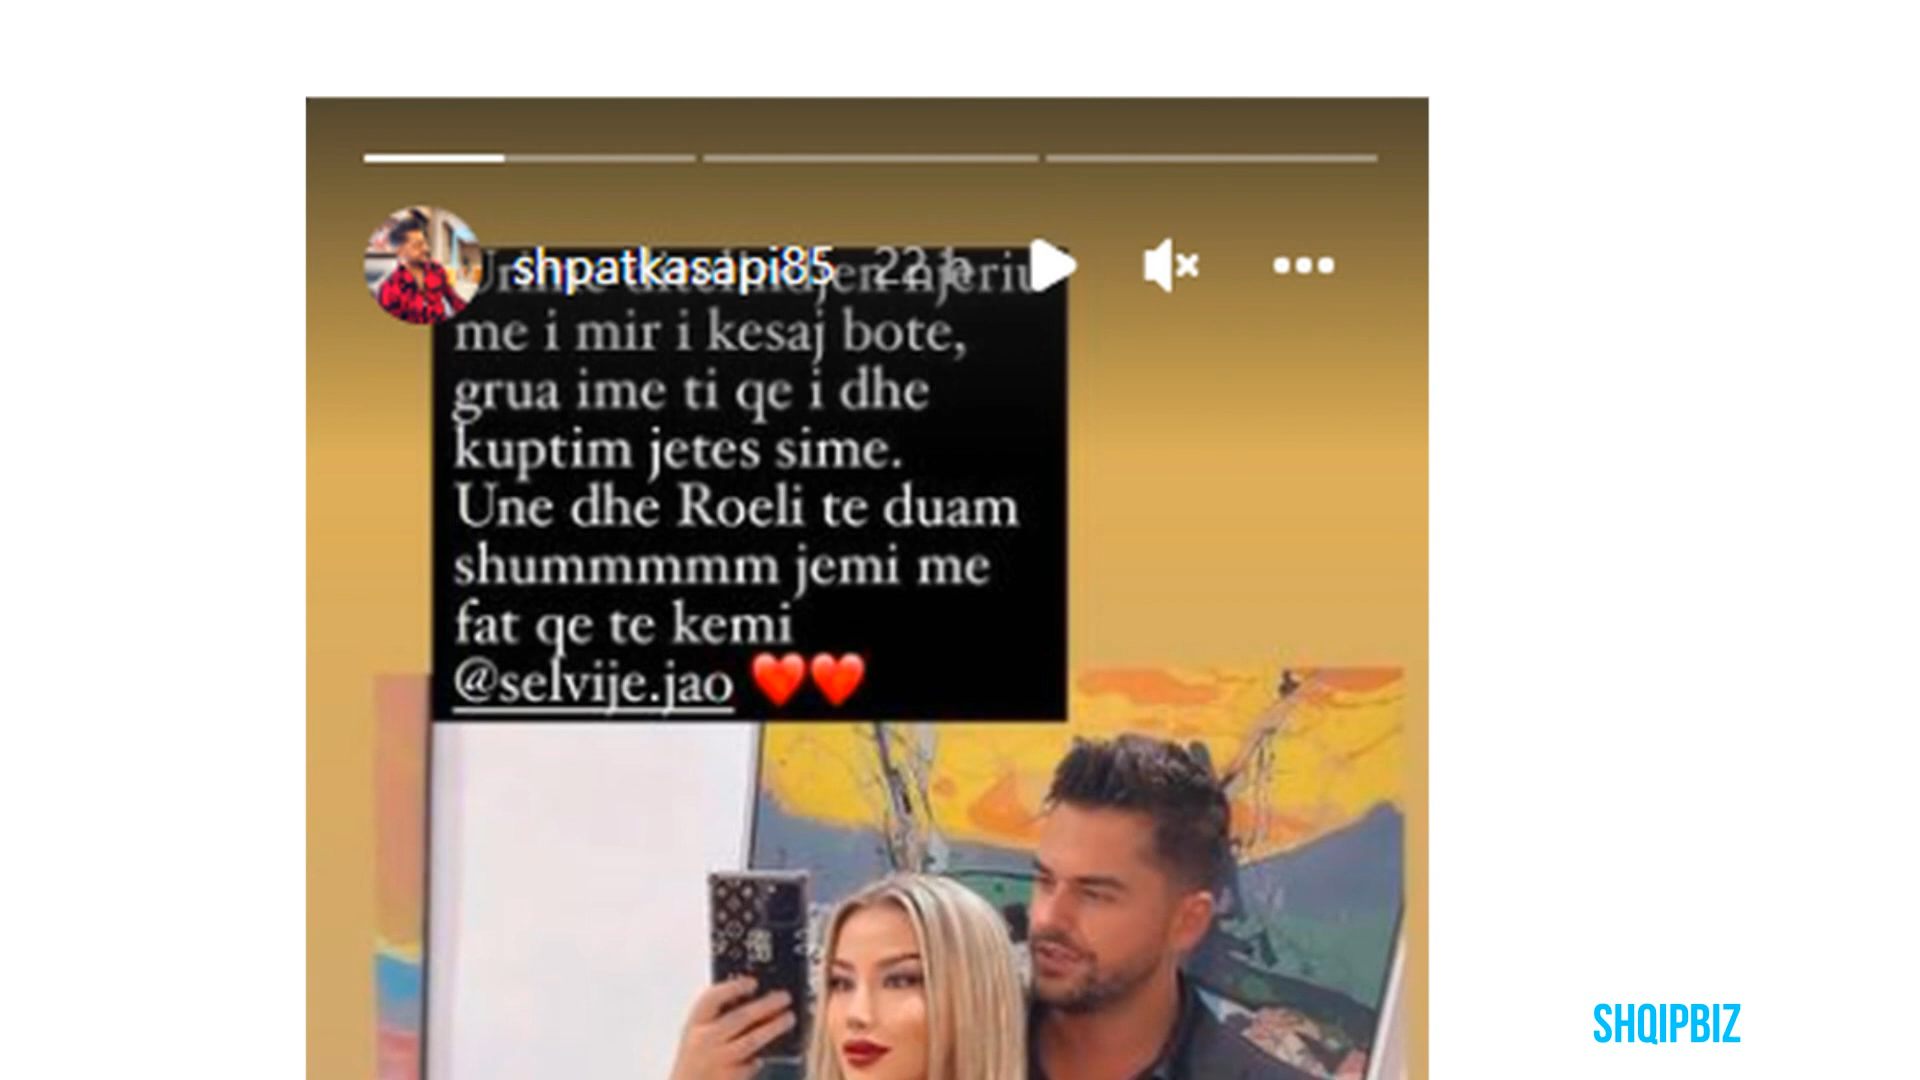 shpatkasapi85 22 h
me i mir i kesaj bote,
grua ime ti qe i dhe
kuptim jetes sime.
Une dhe Roeli te duam
shummmmm jemi me
fat qe te kemi
@selvije.jao ❤️❤️
SHQIPBIZ